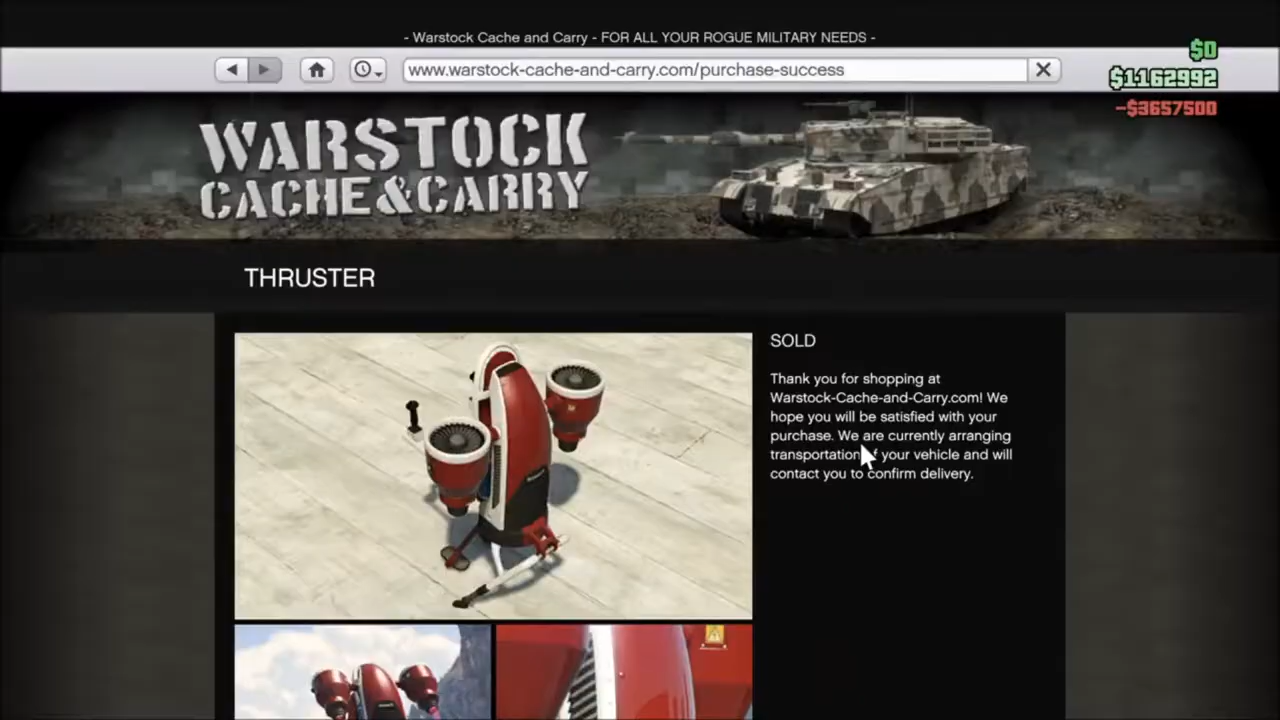 - Warstock Cache and Carry - FOR ALL YOUR ROGUE MILITARY NEEDS -
$0
www.warstock-cache-and-carry.com/purchase-success
$1162992
-$3657500
WARSTOCK
CACHE&CARRY
THRUSTER
SOLD
Thank you for shopping at
Warstock-Cache-and-Carry.com! We
hope you will be satisfied with your
purchase. We are currently arranging
transportation of your vehicle and will
contact you to confirm delivery.